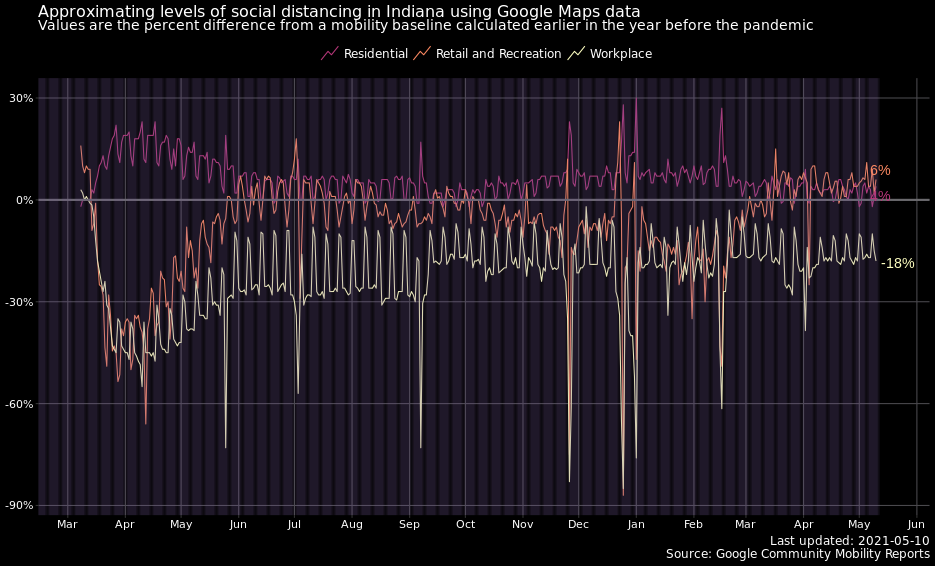 Approximating levels of social distancing in Indiana using Google Maps data
Values are the percent difference from a mobility baseline calculated earlier in the year before the pandemic
Residential Retail and Recreation Workplace
30%
0%
-30%
-60%
-90%
6%
-18%
Mar Apr May Jun Jul Aug Sep Oct Nov Dec Jan Feb Mar Apr May Jun
Last updated: 2021-05-10
Source: Google Community Mobility Reports